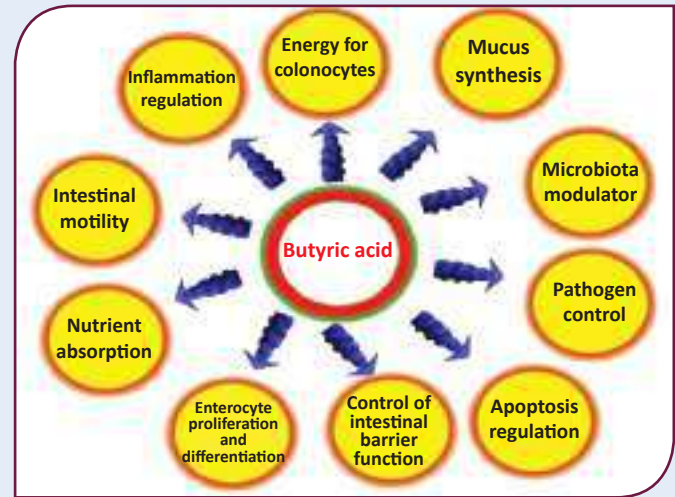 Energy for
colonocytes
Mucus
synthesis
Inflammation
regulation
Microbiota
modulator
Intestinal
motility
Butyric acid
Pathogen
control
Nutrient
absorption
Enterocyte
proliferation
and
differentiation
Control of
intestinal
barrier
function
Apoptosis
regulation